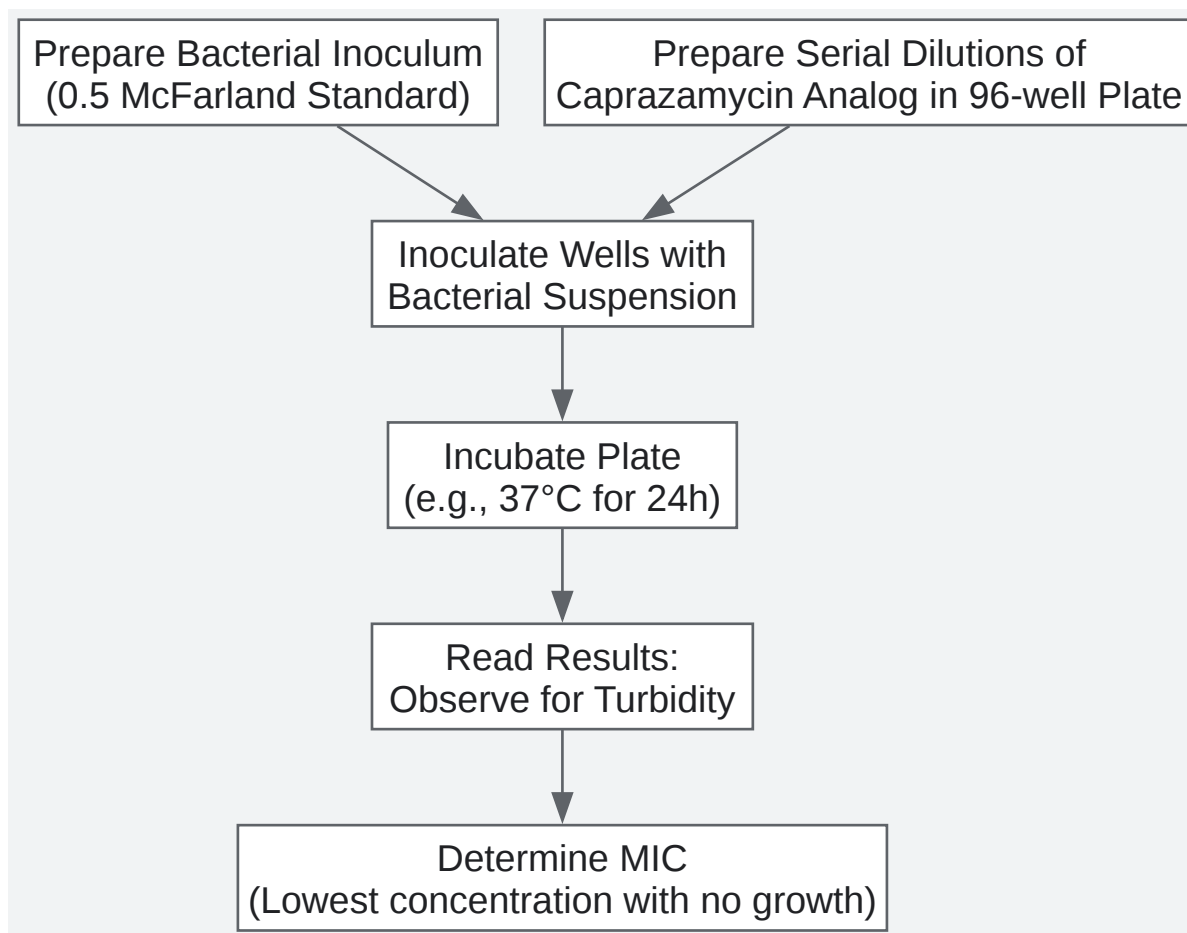 Prepare Bacterial Inoculum
(0.5 McFarland Standard)
Prepare Serial Dilutions of
Caprazamycin Analog in 96-well Plate
Inoculate Wells with
Bacterial Suspension
Incubate Plate
(e.g., 37°C for 24h)
Read Results:
Observe for Turbidity
Determine MIC
(Lowest concentration with no growth)